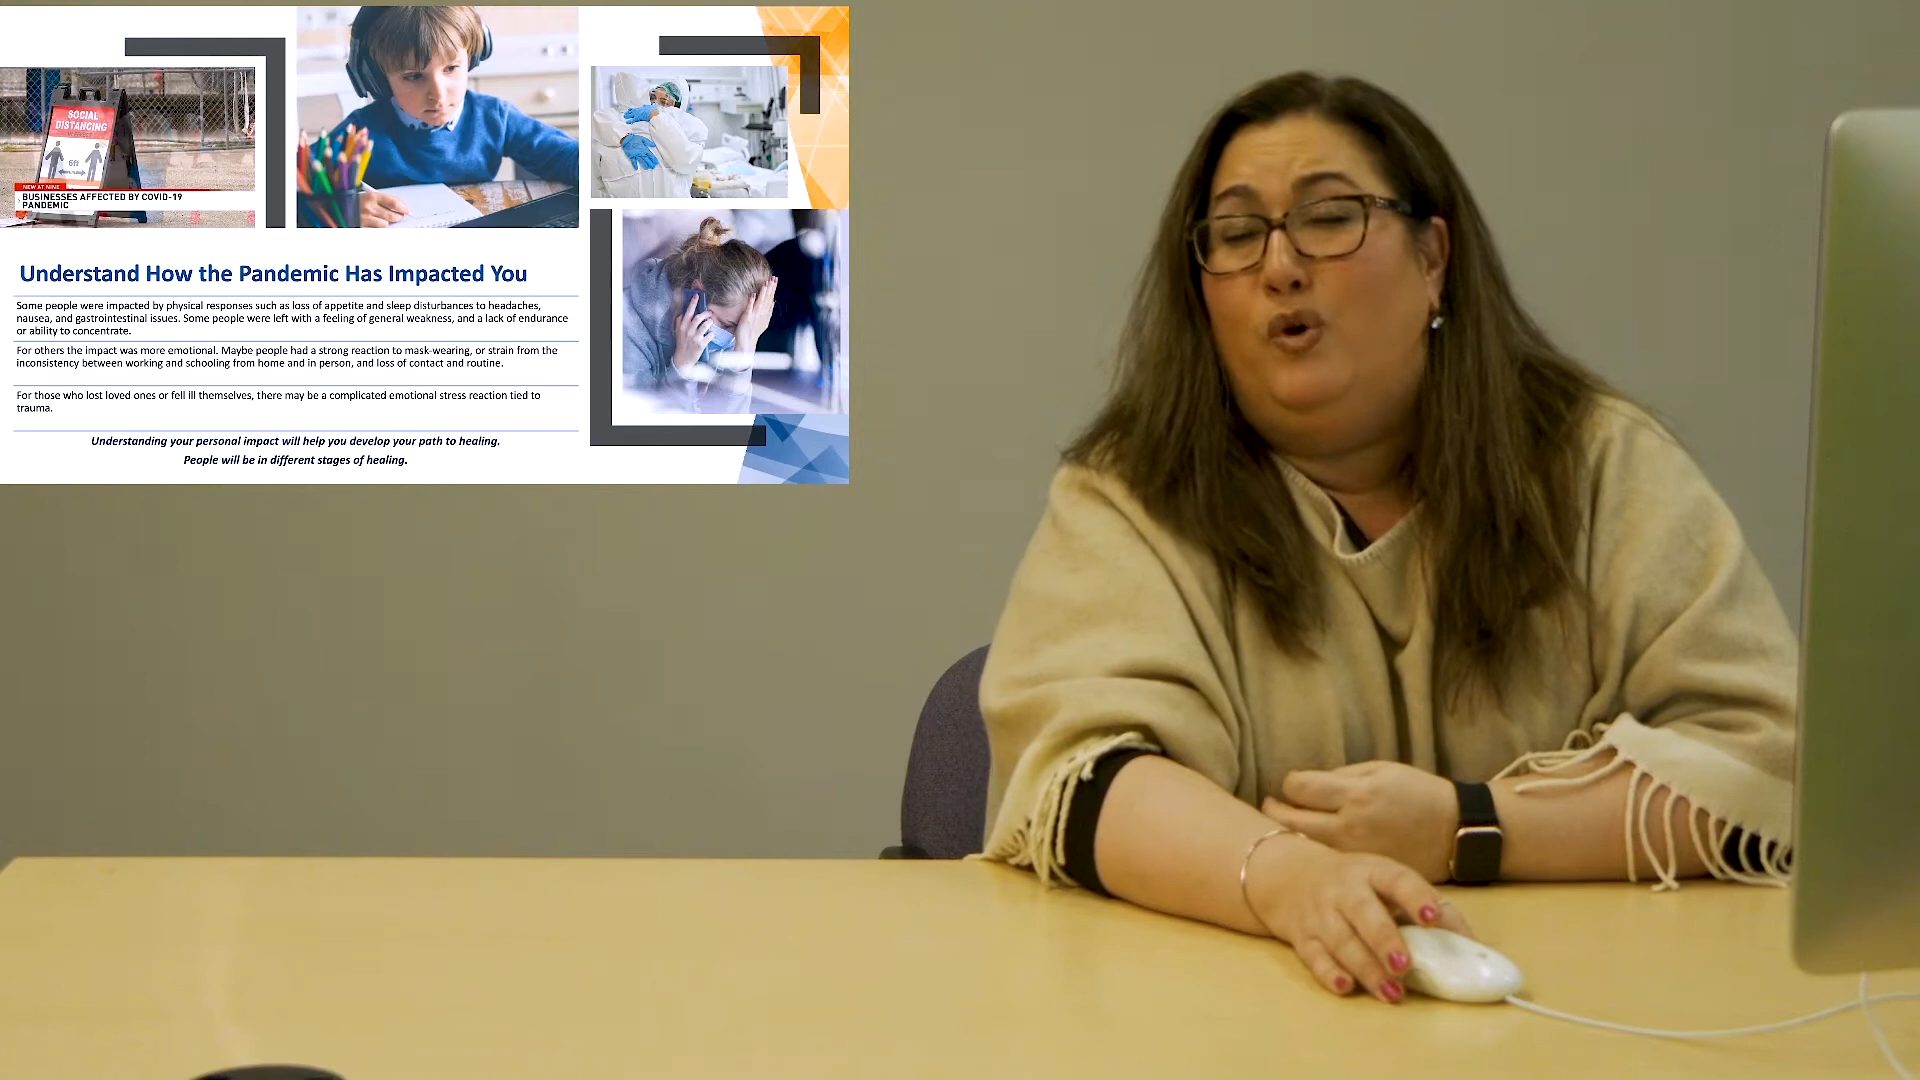 SOCIAL
DISTANCING
6ft
NEW AT NINE
BUSINESSES AFFECTED BY COVID-19
PANDEMIC
Understand How the Pandemic Has Impacted You
Some people were impacted by physical responses such as loss of appetite and sleep disturbances to headaches,
nausea, and gastrointestinal issues. Some people were left with a feeling of general weakness, and a lack of endurance
or ability to concentrate.
For others the impact was more emotional. Maybe people had a strong reaction to mask-wearing, or strain from the
inconsistency between working and schooling from home and in person, and loss of contact and routine.
For those who lost loved ones or fell ill themselves, there may be a complicated emotional stress reaction tied to
trauma.
Understanding your personal impact will help you develop your path to healing.
People will be in different stages of healing.